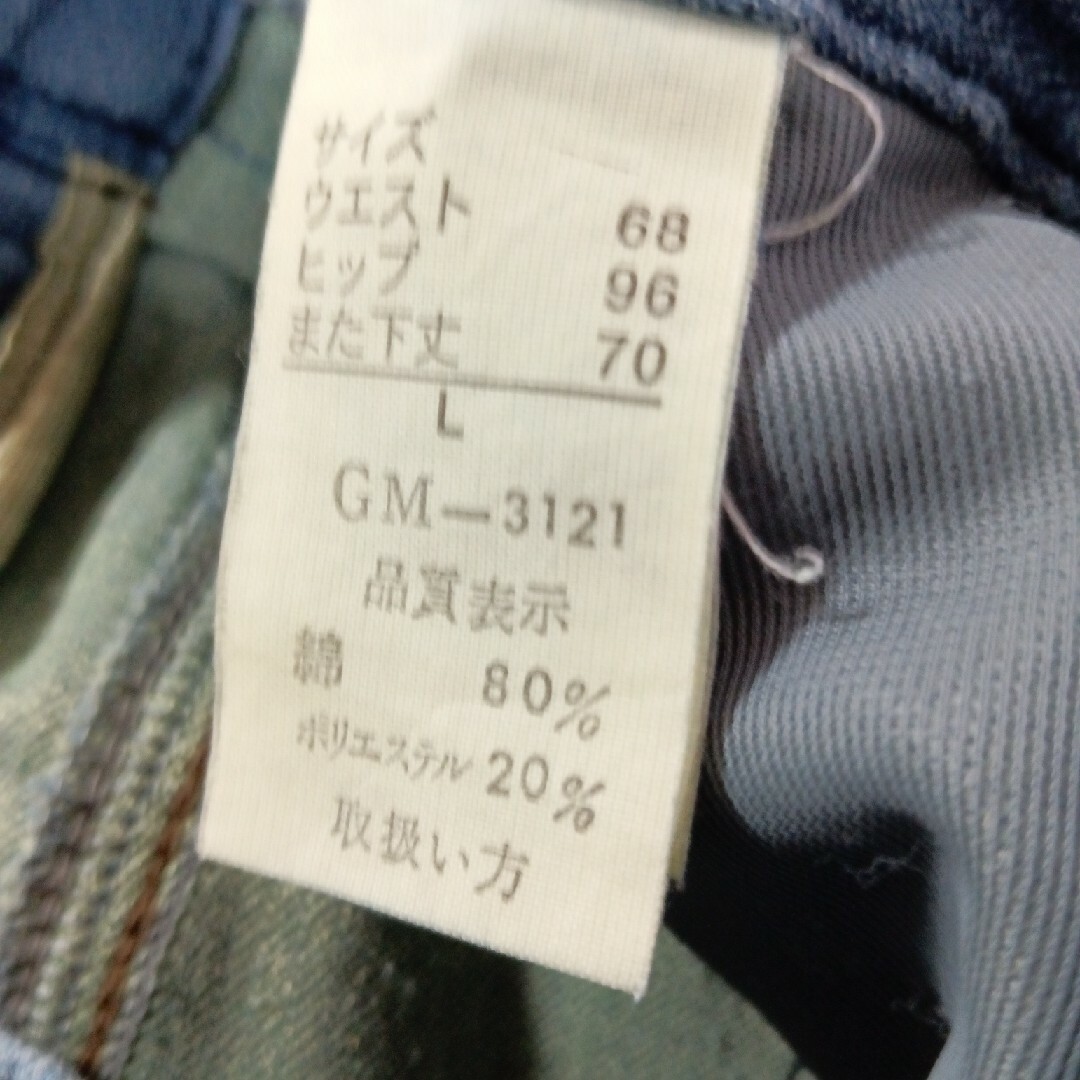 サイズ
ウエスト 68
ヒップ 96
また下丈 70
L
GM-3121
品質表示
綿 80%
ポリエステル 20%
取扱い方